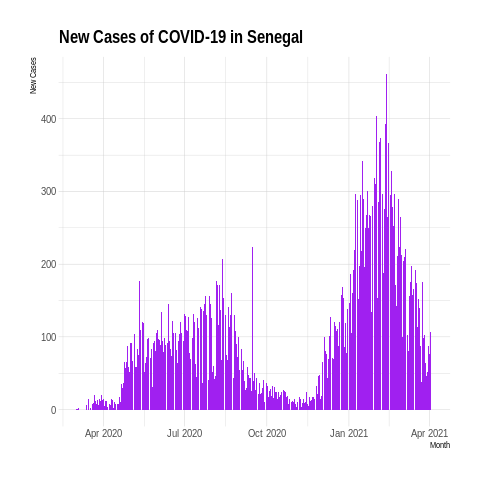 New Cases of COVID-19 in Senegal
New Cases
400
300
200
100
0
Apr 2020 Jul 2020 Oct 2020 Jan 2021 Apr 2021
Month